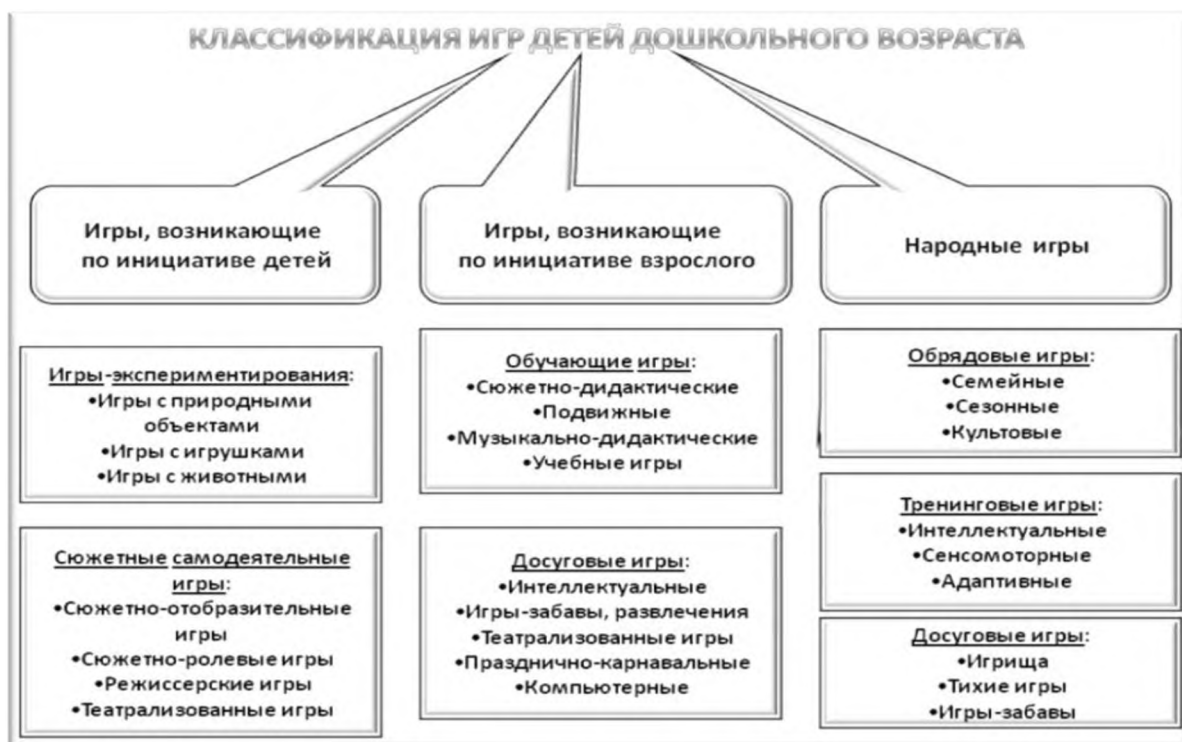 КЛАССИФИКАЦИЯ ИГР ДЕТЕЙ ДОШКОЛЬНОГО ВОЗРАСТА
Игры, возникающие
по инициативе детей
Игры-экспериментирования:
•Игры с природными
объектами
•Игры с игрушками
•Игры с животными
Сюжетные самодеятельные
игры:
•Сюжетно-отобразительные
игры
•Сюжетно-ролевые игры
•Режиссерские игры
•Театрализованные игры
Игры, возникающие
по инициативе взрослого
Обучающие игры:
•Сюжетно-дидактические
•Подвижные
•Музыкально-дидактические
•Учебные игры
Досуговые игры:
•Интеллектуальные
•Игры-забавы, развлечения
•Театрализованные игры
•Празднично-карнавальные
•Компьютерные
Народные игры
Обрядовые игры:
•Семейные
•Сезонные
•Культовые
Тренинговые игры:
•Интеллектуальные
•Сенсомоторные
•Адаптивные
Досуговые игры:
•Игрища
•Тихие игры
•Игры-забавы